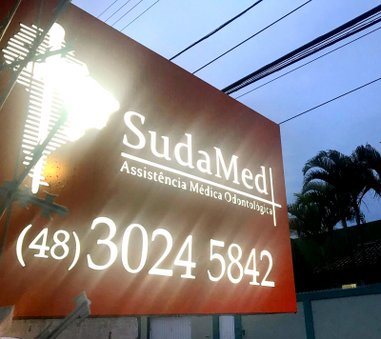 SudaMed
Assistência Médica Odontológica
(48) 3024 5842